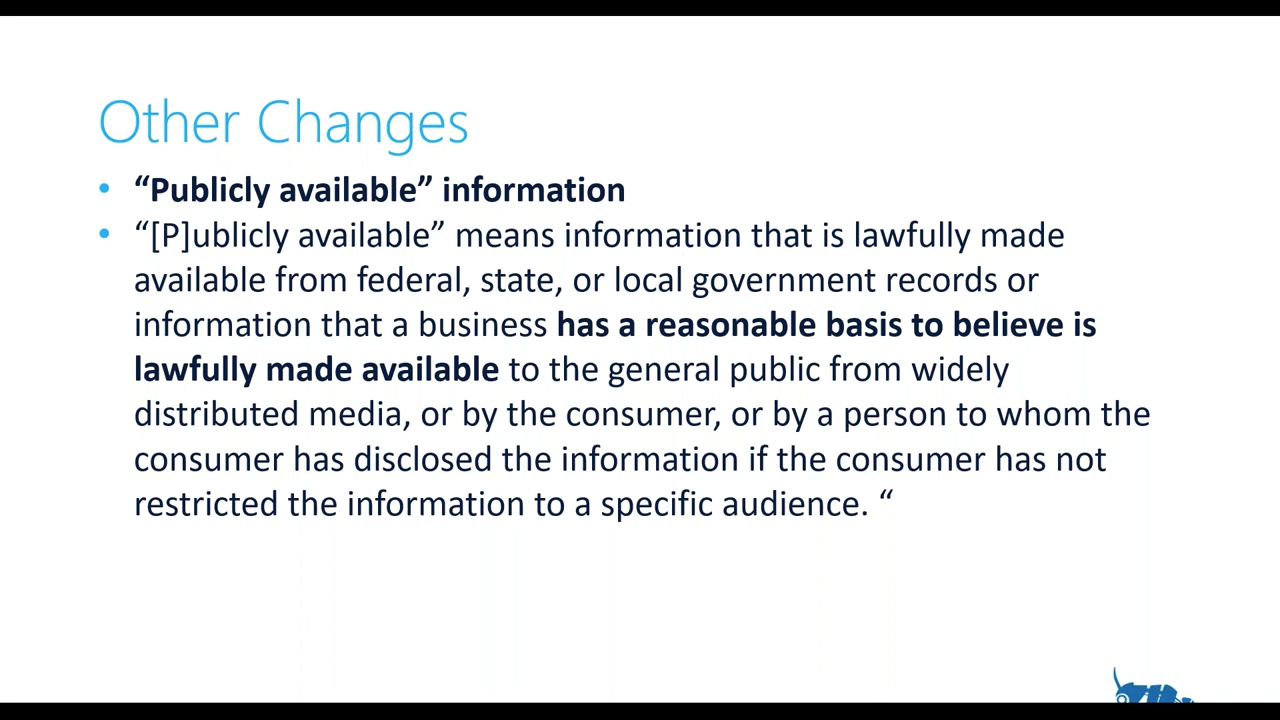 Other Changes
• “Publicly available” information
• “[P]ublicly available” means information that is lawfully made
available from federal, state, or local government records or
information that a business has a reasonable basis to believe is
lawfully made available to the general public from widely
distributed media, or by the consumer, or by a person to whom the
consumer has disclosed the information if the consumer has not
restricted the information to a specific audience. “